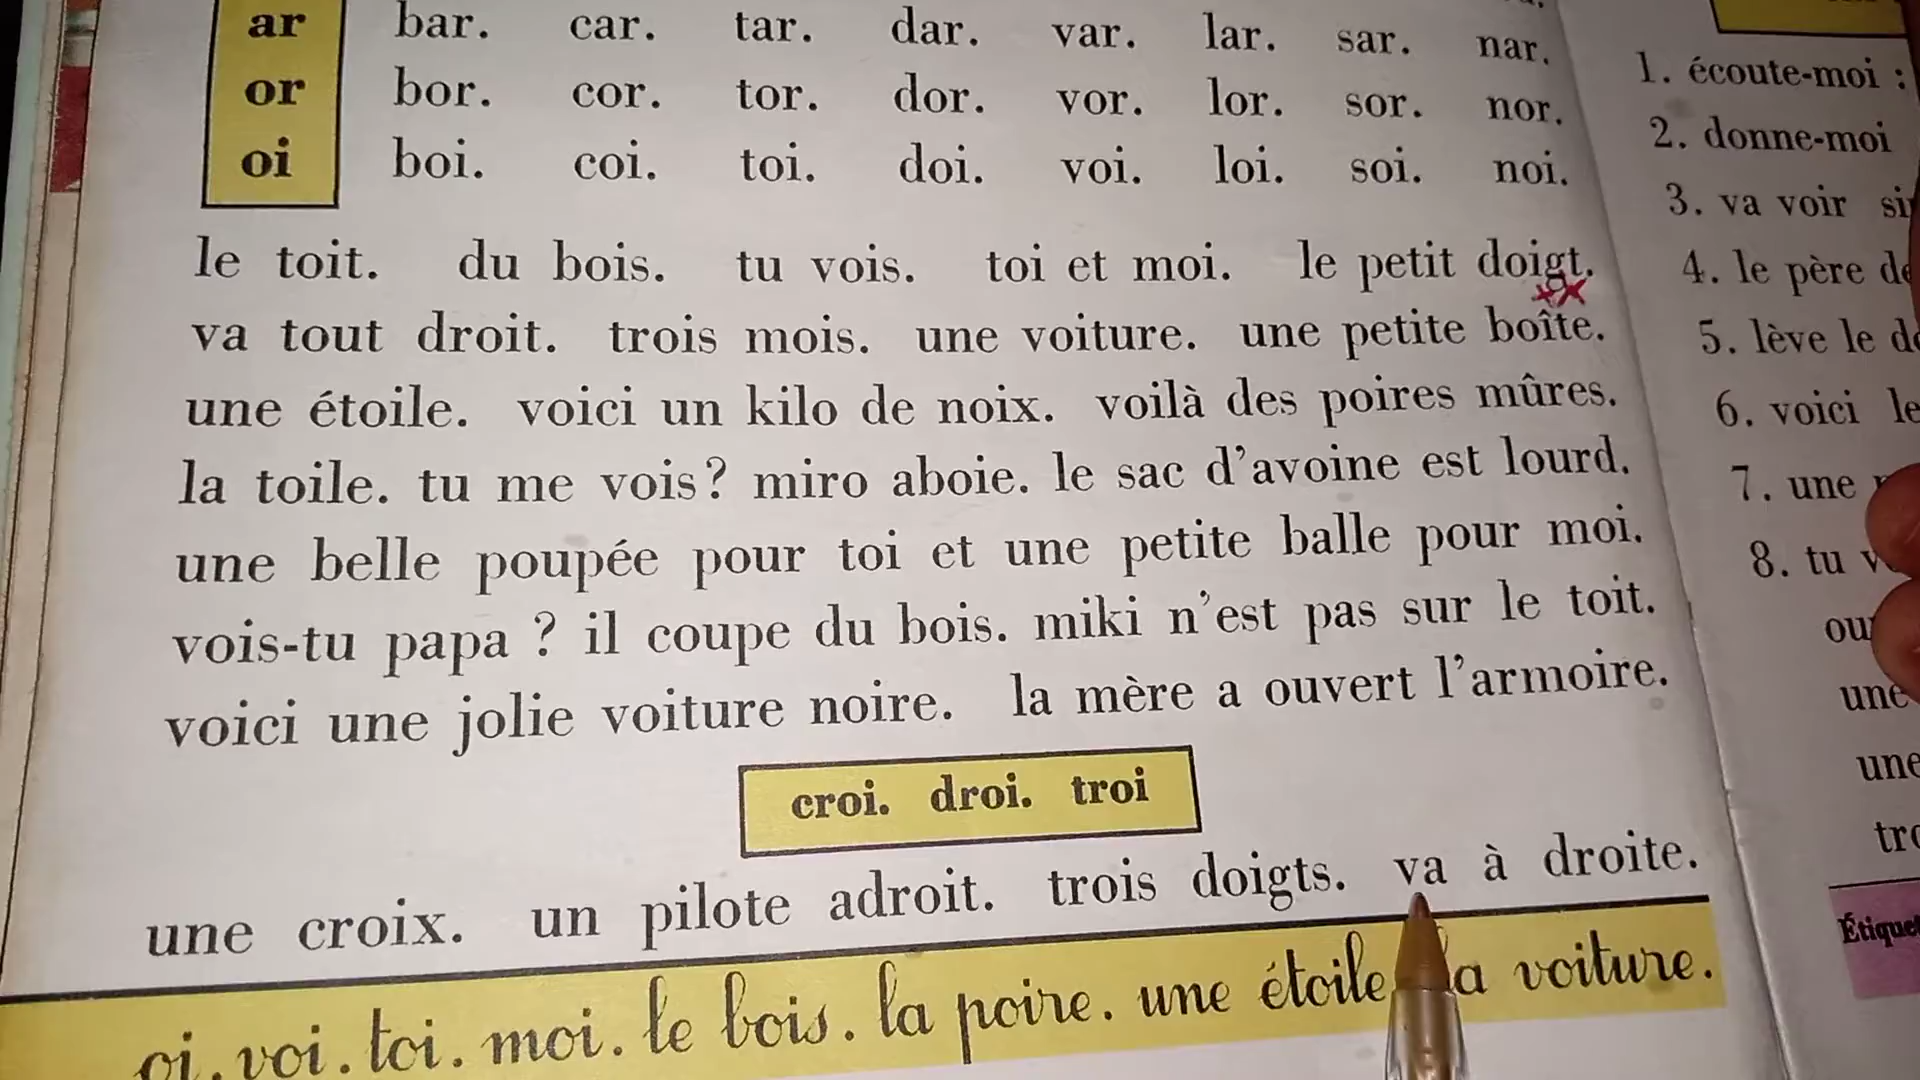 ar bar. car. tar. dar. var. lar. sar. nar.
or bor. cor. tor. dor. vor. lor. sor. nor.
oi boi. coi. toi. doi. voi. loi. soi. noi.
le toit. du bois. tu vois. toi et moi. le petit doigt.
va tout droit. trois mois. une voiture. une petite boîte.
une étoile. voici un kilo de noix. voilà des poires mûres.
la toile. tu me vois? miro aboie. le sac d'avoine est lourd.
une belle poupée pour toi et une petite balle pour moi.
vois-tu papa ? il coupe du bois. miki n'est pas sur le toit.
voici une jolie voiture noire. la mère a ouvert l'armoire.
croi. droi. troi
une croix. un pilote adroit. trois doigts. va à droite.
oi. voi. toi. moi. le bois. la poire. une étoile la voiture.
1. écoute-moi :
2. donne-moi
3. va voir
4. le père
5. lève le
6. voici
7. une
8. tu
une
une